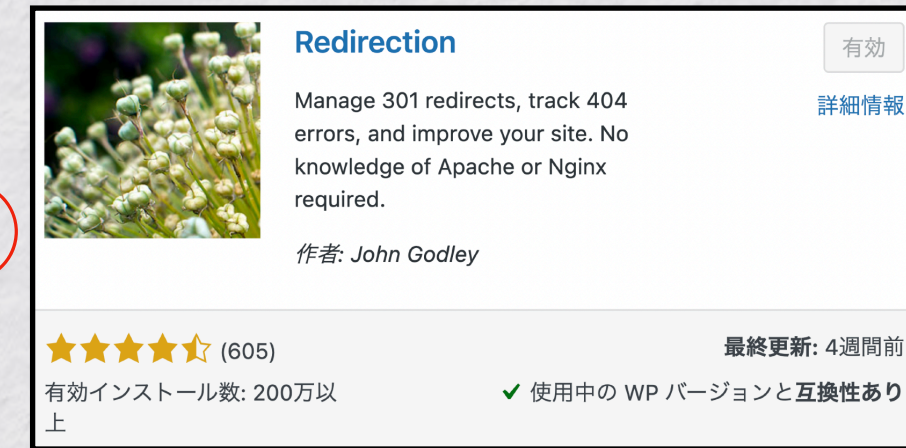 Redirection
有効
Manage 301 redirects, track 404
詳細情報
errors, and improve your site. No
knowledge of Apache or Nginx
required.
作者: John Godley
(605)
最終更新: 4週間前
有効インストール数: 200万以
上
使用中の WP バージョンと互換性あり